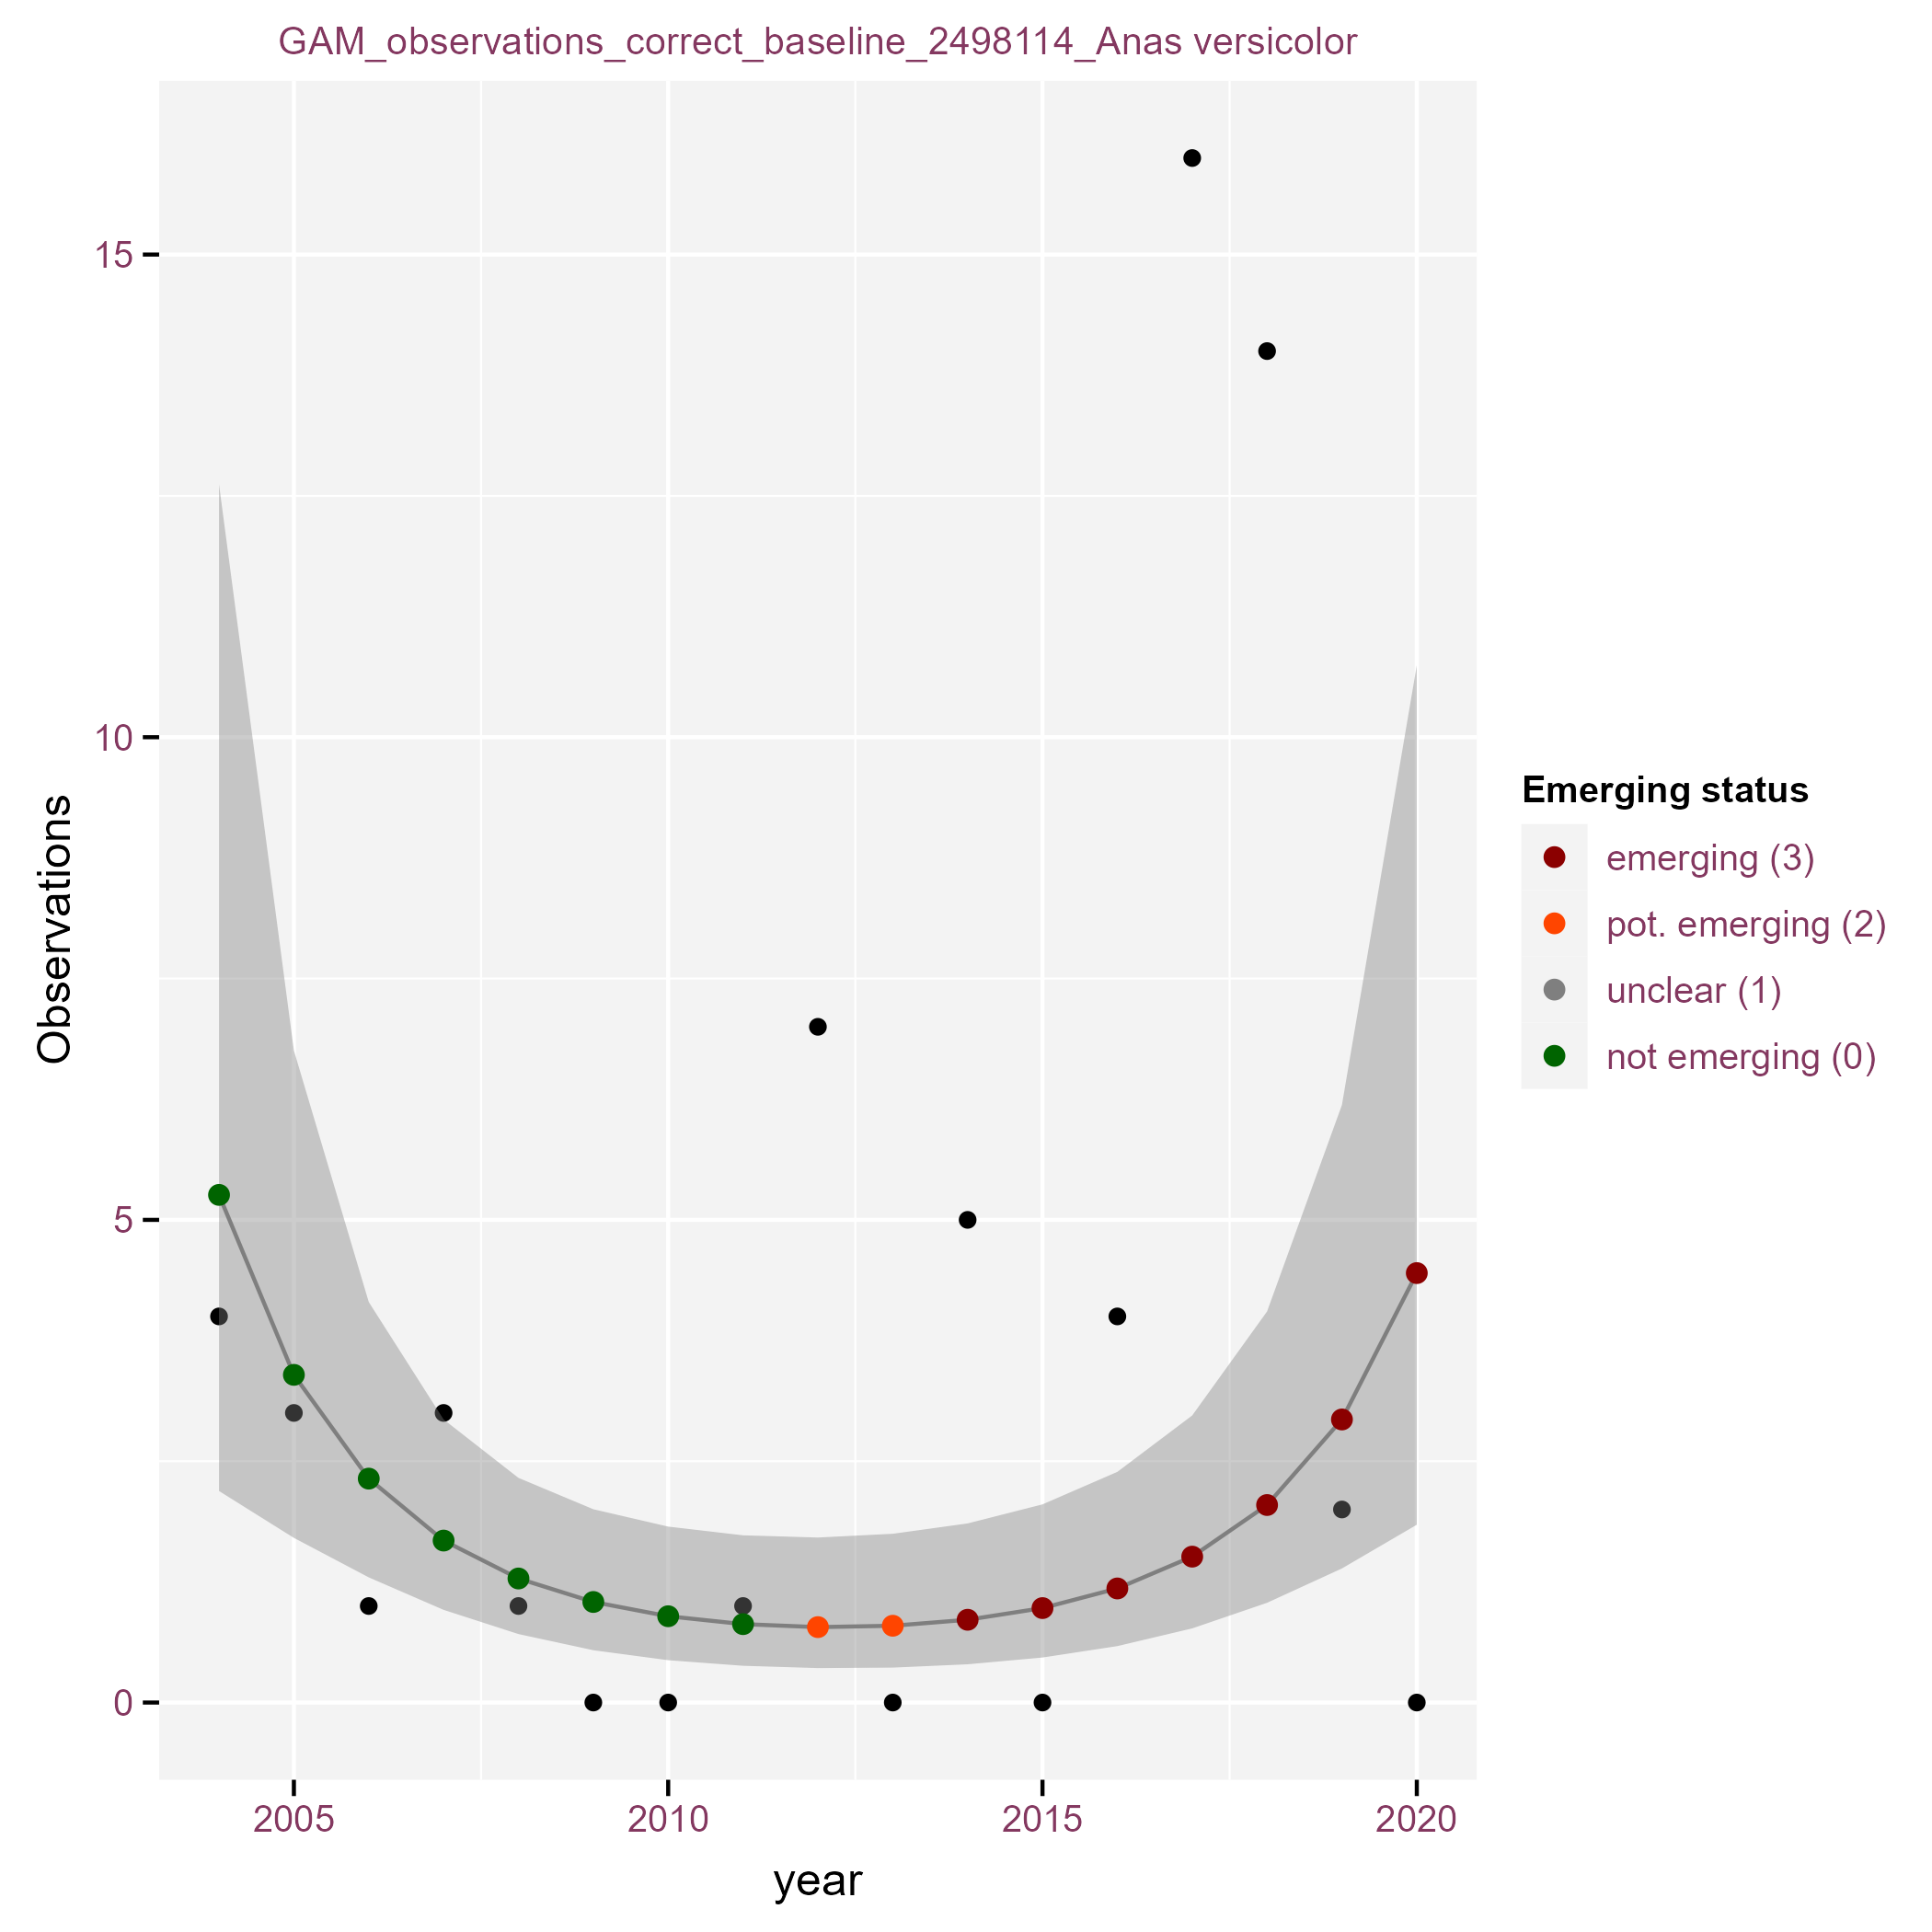 GAM_observations_correct_baseline_2498114_Anas versicolor
15
10
5
0
Observations
2005 2010 2015 2020
year
Emerging status
emerging (3)
pot. emerging (2)
unclear (1)
not emerging (0)